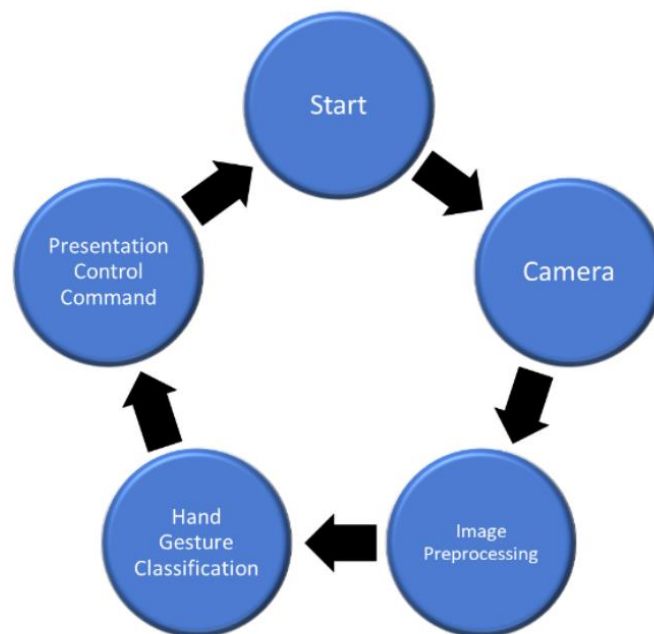 Start
Camera
Image
Preprocessing
Hand
Gesture
Classification
Presentation
Control
Command